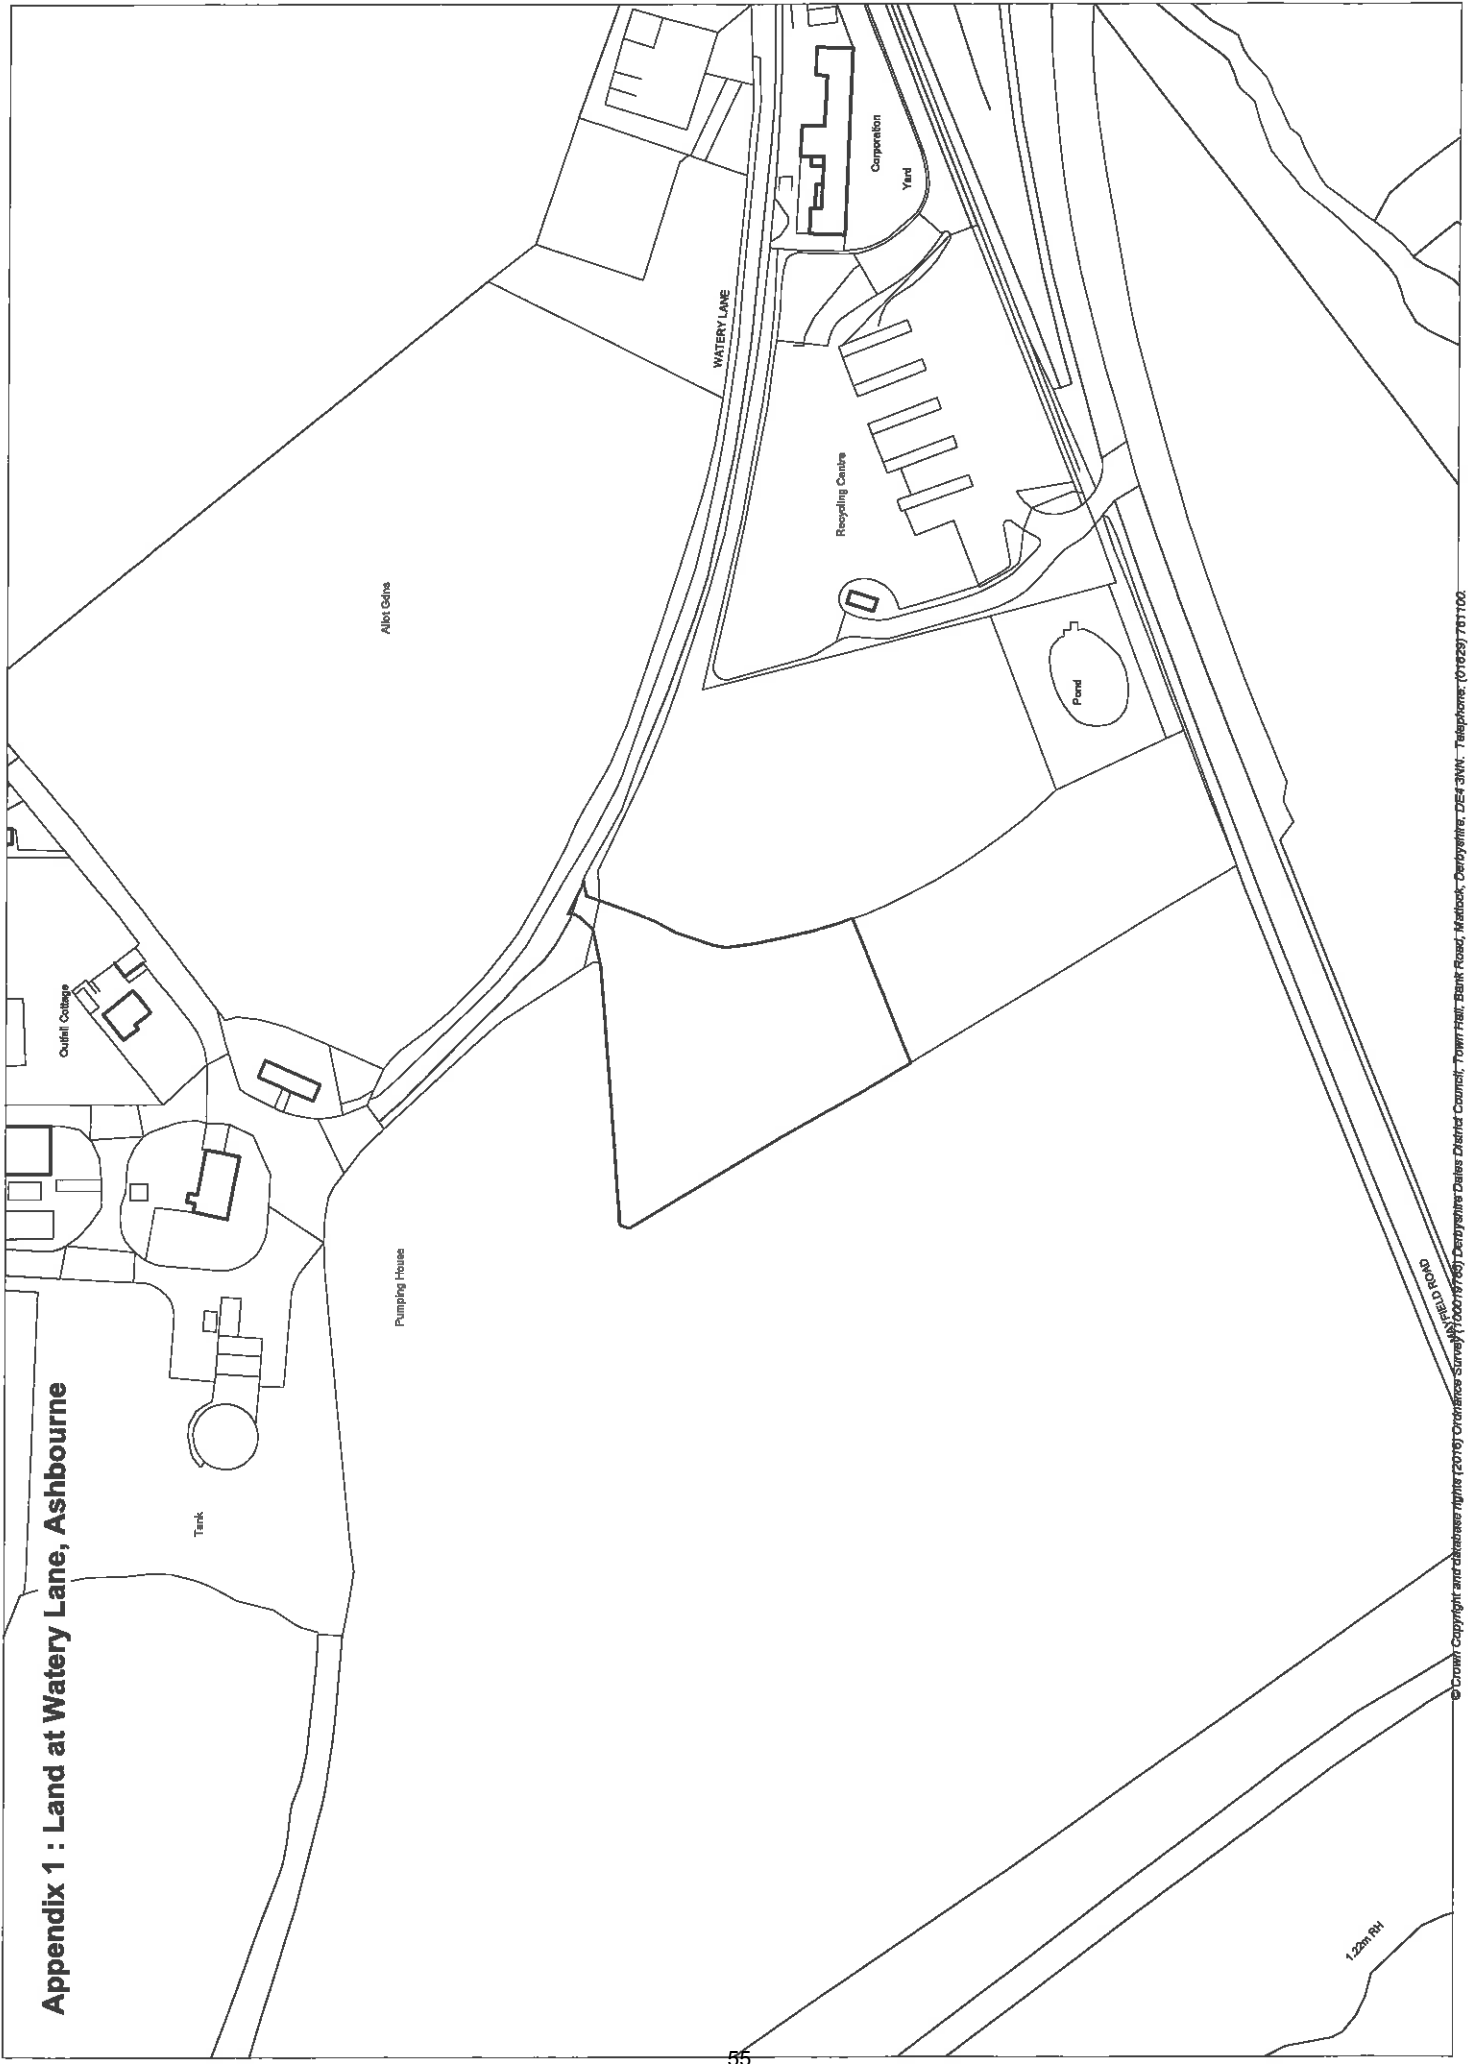 Appendix 1 : Land at Watery Lane, Ashbourne
Outfall Cottage
Tank
Pumping House
Allot Gdns
WATERY LANE
Corporation
Yard
Recycling Centre
Pond
MAYFIELD ROAD
1.22m RH
© Crown Copyright and database rights (2016) Ordnance Survey (100019785) Derbyshire Dales District Council, Town Hall, Bank Road, Matlock, Derbyshire, DE4 3NN. Telephone: (01629) 761100.
55